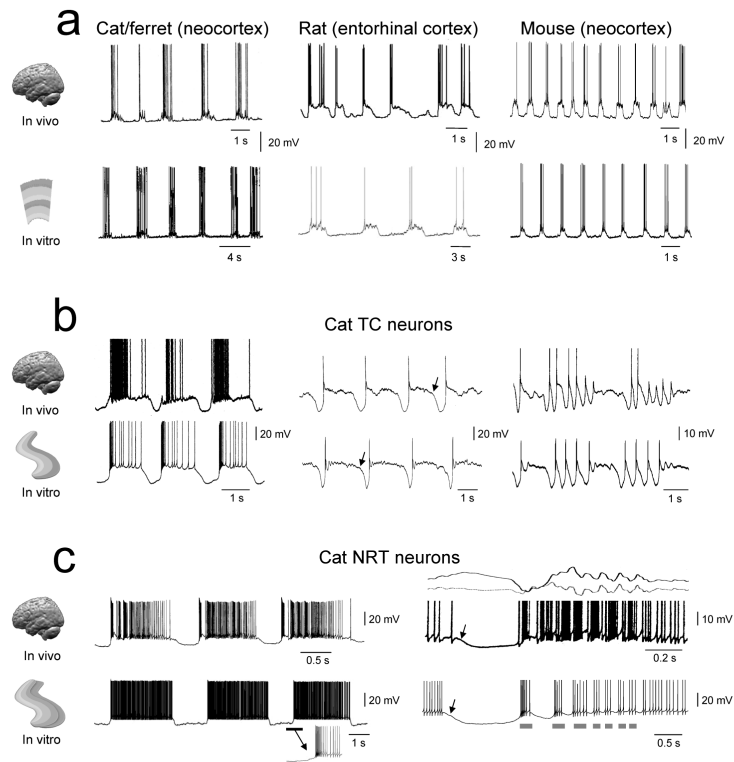 a
Cat/ferret (neocortex) Rat (entorhinal cortex) Mouse (neocortex)
In vivo
1 s 20 mV 1 s 20 mV 1 s 20 mV
In vitro
4 s 3 s 1 s
b
Cat TC neurons
In vivo
20 mV 20 mV 10 mV
In vitro
1 s 1 s 1 s
c
Cat NRT neurons
In vivo
20 mV 10 mV
0.5 s 0.2 s
In vitro
20 mV 20 mV
1 s 0.5 s